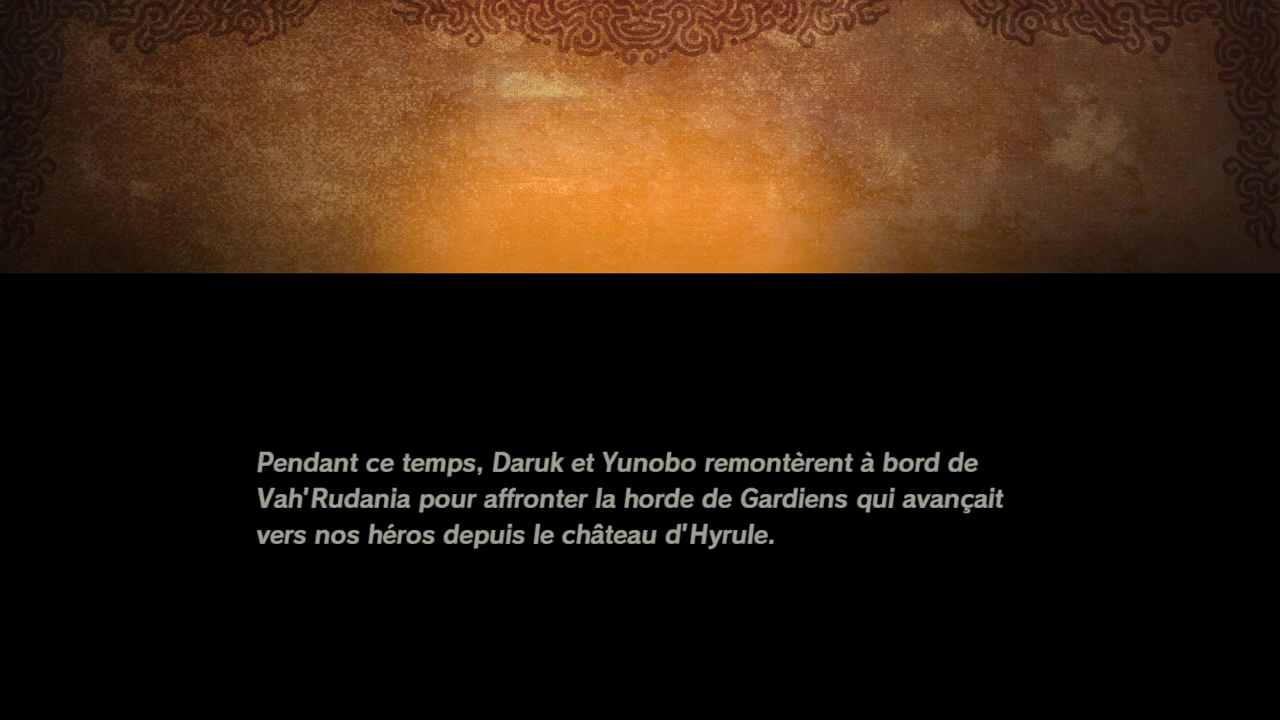 Pendant ce temps, Daruk et Yunobo remontèrent à bord de
Vah'Rudania pour affronter la horde de Gardiens qui avançait
vers nos héros depuis le château d'Hyrule.